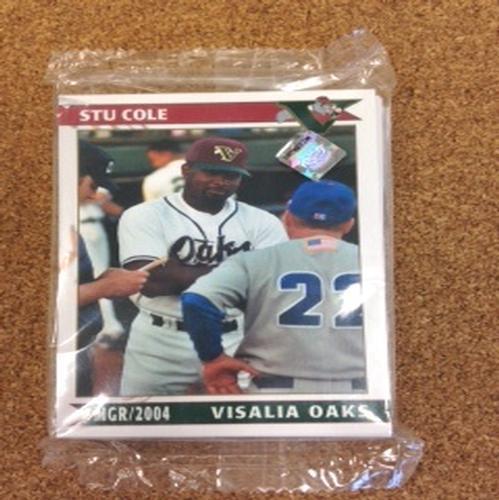 STU COLE
V
Oaks
22
MGR/2004 VISALIA OAKS